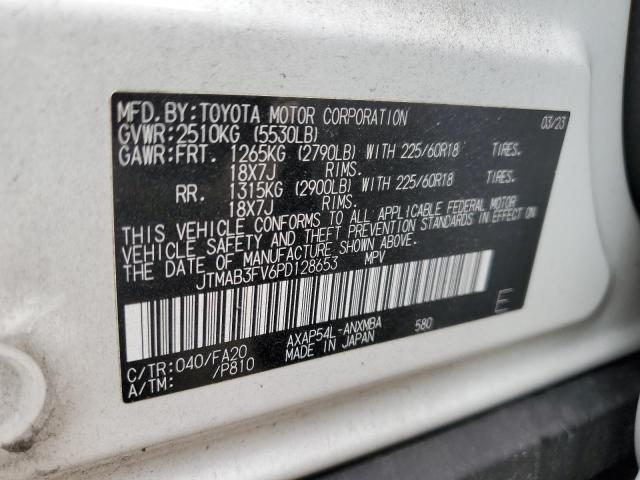 MFD. BY: TOYOTA MOTOR CORPORATION 03/23
GVWR: 2510KG (5530LB)
GAWR: FRT. 1265KG (2790LB) WITH 225/60R18 TIRES.
18X7J RIMS.
RR. 1315KG (2900LB) WITH 225/60R18 TIRES.
18X7J RIMS.
THIS VEHICLE CONFORMS TO ALL APPLICABLE FEDERAL MOTOR
VEHICLE SAFETY AND THEFT PREVENTION STANDARDS IN EFFECT ON
THE DATE OF MANUFACTURE SHOWN ABOVE.
JTMAB3FV6PD128653 MPV
E
C/TR: 040/FA20 AXAP54L-ANXMBA 580
A/TM: /P810 MADE IN JAPAN